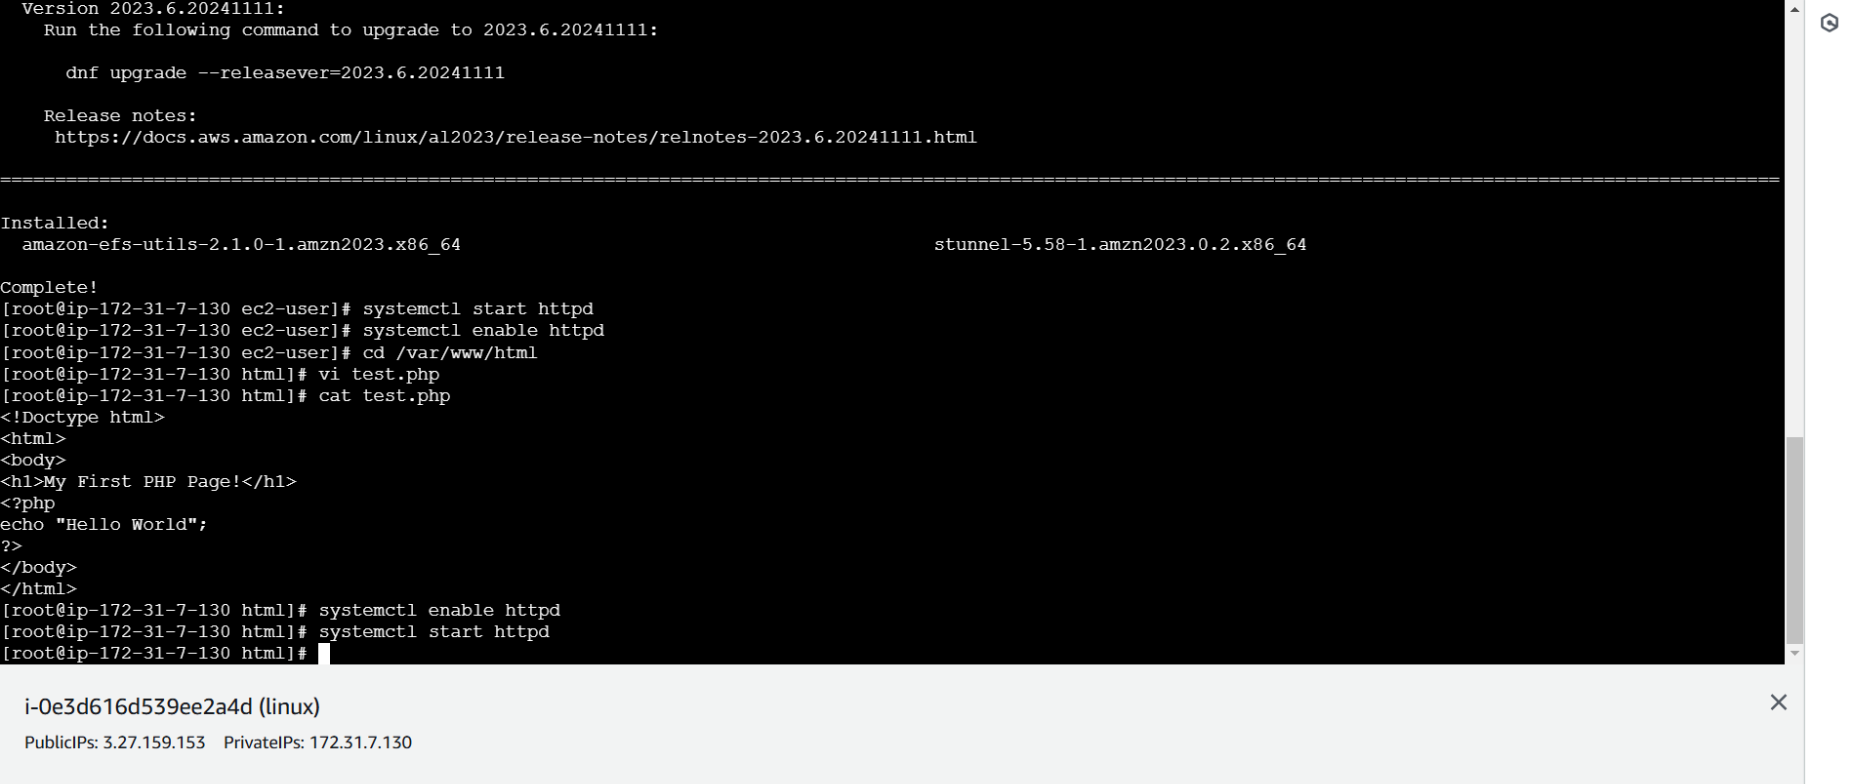 Version 2023.6.20241111:
Run the following command to upgrade to 2023.6.20241111:
dnf upgrade --releasever=2023.6.20241111
Release notes:
https://docs.aws.amazon.com/linux/al2023/release-notes/relnotes-2023.6.20241111.html
==================================================================================================================================================================
Installed:
amazon-efs-utils-2.1.0-1.amzn2023.x86_64 stunnel-5.58-1.amzn2023.0.2.x86_64
Complete!
[root@ip-172-31-7-130 ec2-user]# systemctl start httpd
[root@ip-172-31-7-130 ec2-user]# systemctl enable httpd
[root@ip-172-31-7-130 ec2-user]# cd /var/www/html
[root@ip-172-31-7-130 html]# vi test.php
[root@ip-172-31-7-130 html]# cat test.php
<!Doctype html>
<html>
<body>
<h1>My First PHP Page!</h1>
<?php
echo "Hello World";
?>
</body>
</html>
[root@ip-172-31-7-130 html]# systemctl enable httpd
[root@ip-172-31-7-130 html]# systemctl start httpd
[root@ip-172-31-7-130 html]#
i-0e3d616d539ee2a4d (linux)
PublicIPs: 3.27.159.153 PrivateIPs: 172.31.7.130